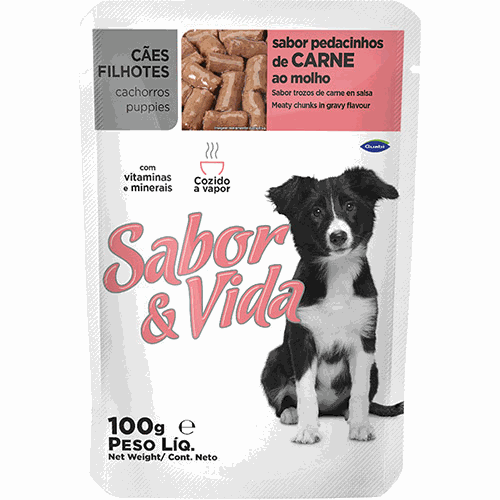 CÃES
FILHOTES
cachorros
puppies
sabor pedacinhos
de CARNE
ao molho
Sabor trozos de carne en salsa
Meaty chunks in gravy flavour
Guabi
com
vitaminas
e minerais
Cozido
a vapor
Sabor
& Vida
100g ℮
PESO LÍQ.
Net Weight/ Cont. Neto